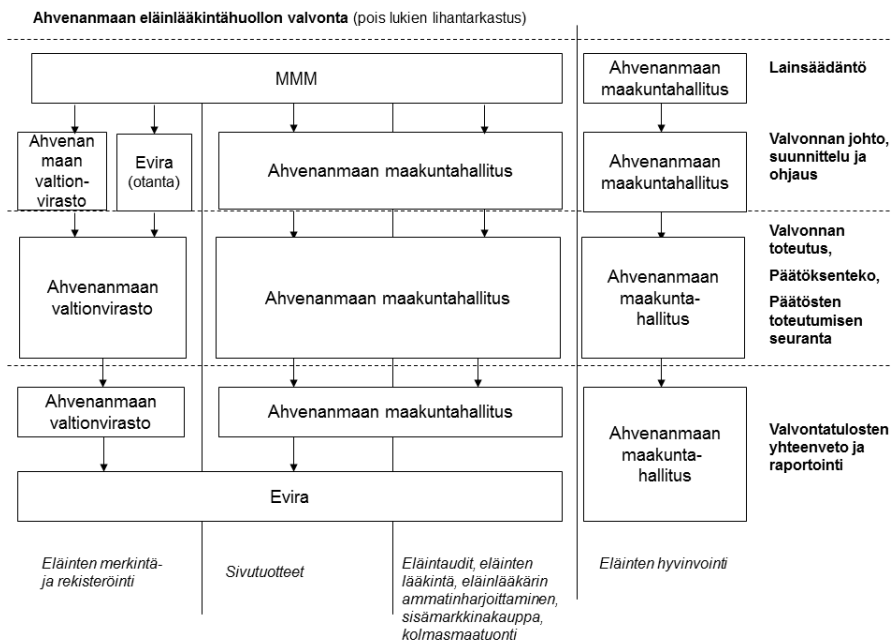 Ahvenanmaan eläinlääkintähuollon valvonta (pois lukien lihantarkastus)
MMM
Ahvenanmaan
maakuntahallitus
Lainsäädäntö
Ahvenan
maan
valtion-
virasto
Evira
(otanta)
Ahvenanmaan maakuntahallitus
Ahvenanmaan
maakuntahallitus
Valvonnan johto,
suunnittelu ja
ohjaus
Ahvenanmaan
valtionvirasto
Ahvenanmaan maakuntahallitus
Ahvenanmaan
maakunta-
hallitus
Valvonnan
toteutus,
Päätöksenteko,
Päätösten
toteutumisen
seuranta
Ahvenanmaan
valtionvirasto
Ahvenanmaan maakuntahallitus
Ahvenanmaan
maakunta-
hallitus
Valvontatulosten
yhteenveto ja
raportointi
Evira
Eläinten merkintä-
ja rekisteröinti
Sivutuotteet
Eläintaudit, eläinten
lääkintä, eläinlääkärin
ammatinharjoittaminen,
sisämarkkinakauppa,
kolmasmaatuonti
Eläinten hyvinvointi